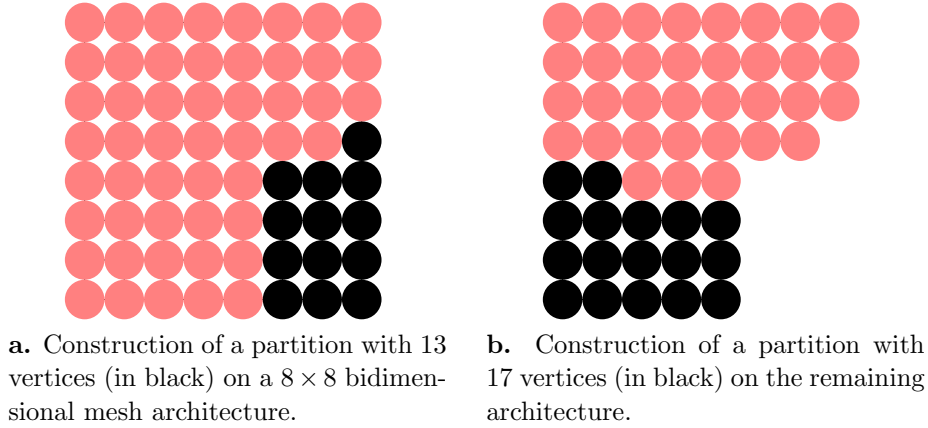 a. Construction of a partition with 13
vertices (in black) on a 8 × 8 bidimen-
sional mesh architecture.
b. Construction of a partition with
17 vertices (in black) on the remaining
architecture.